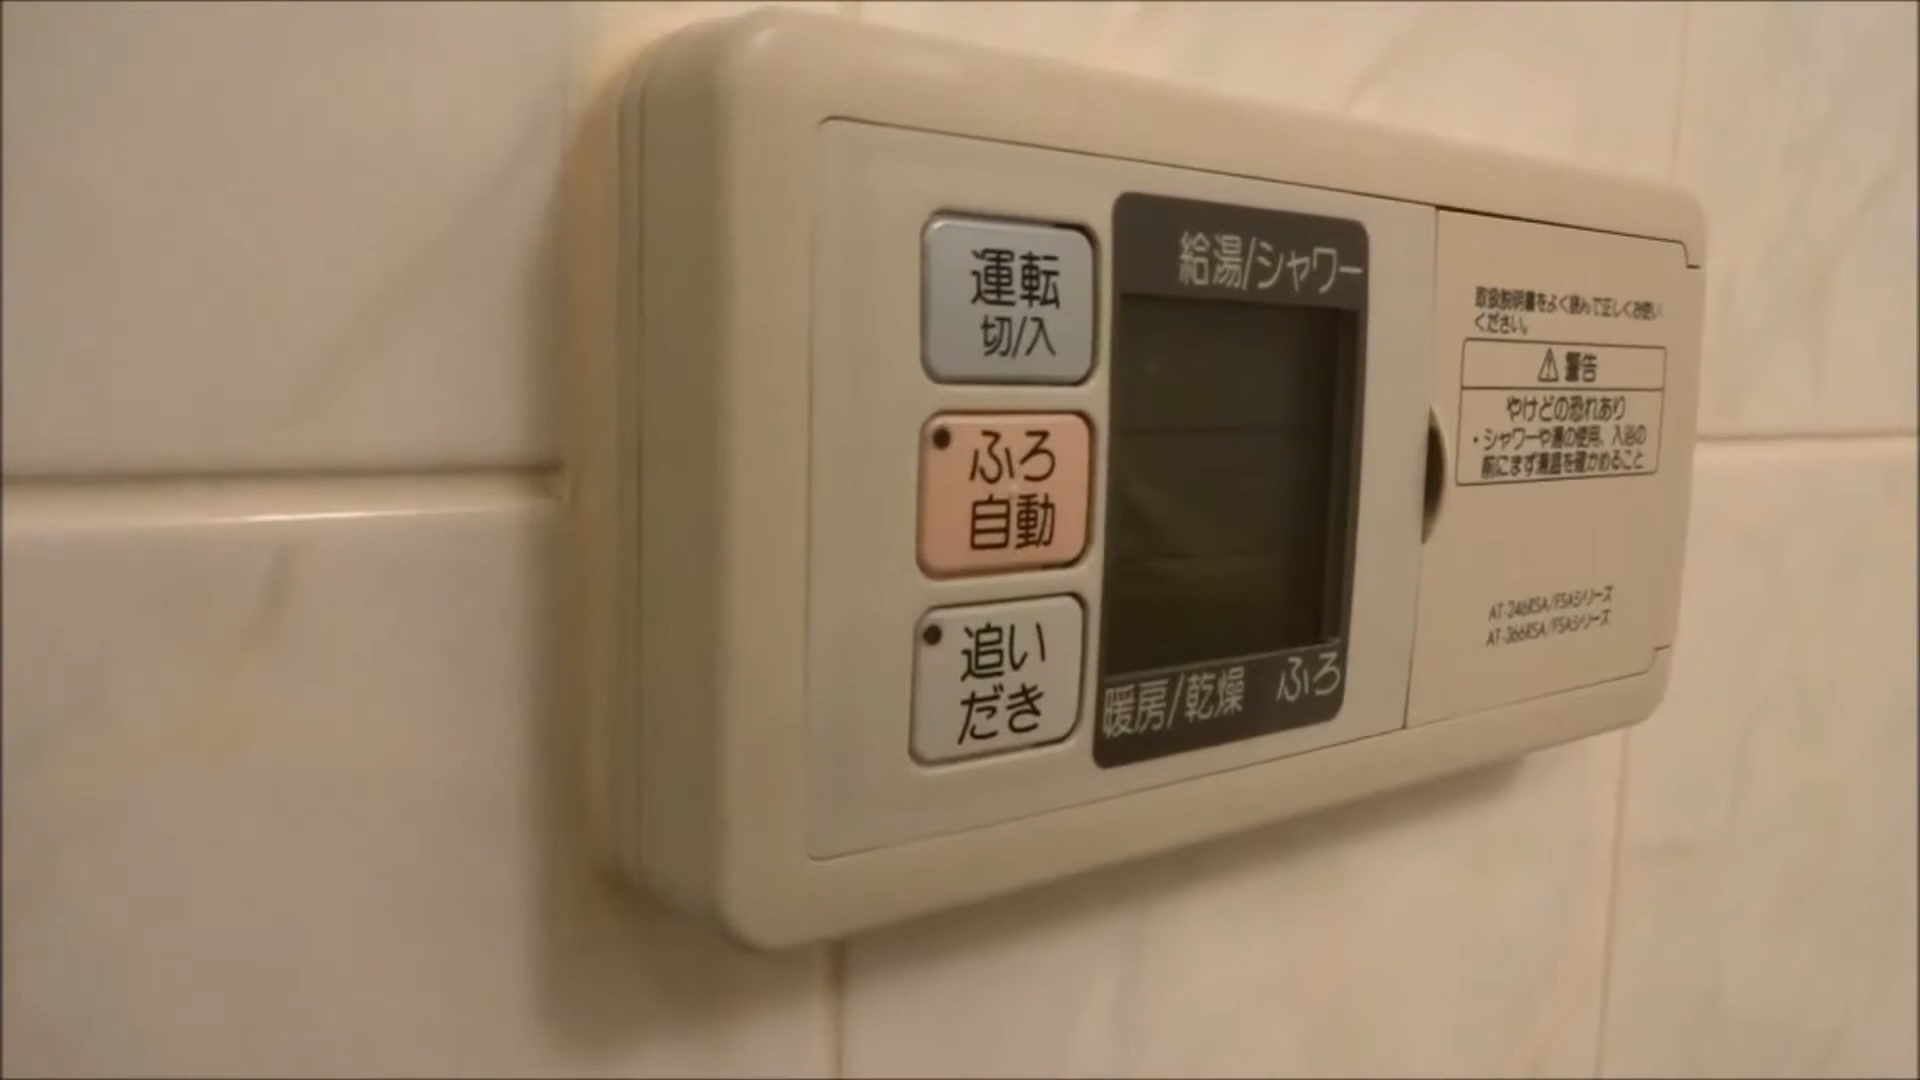 運転
切/入
ふろ
自動
追い
だき
給湯/シャワー
暖房/乾燥 ふろ
取扱説明書をよく読んで正しくお使い
ください。
⚠ 警告
やけどの恐れあり
・シャワーや湯の使用、入浴の
前にまず湯温を確かめること
AT-246RSA/FSAシリーズ
AT-366RSA/FSAシリーズ